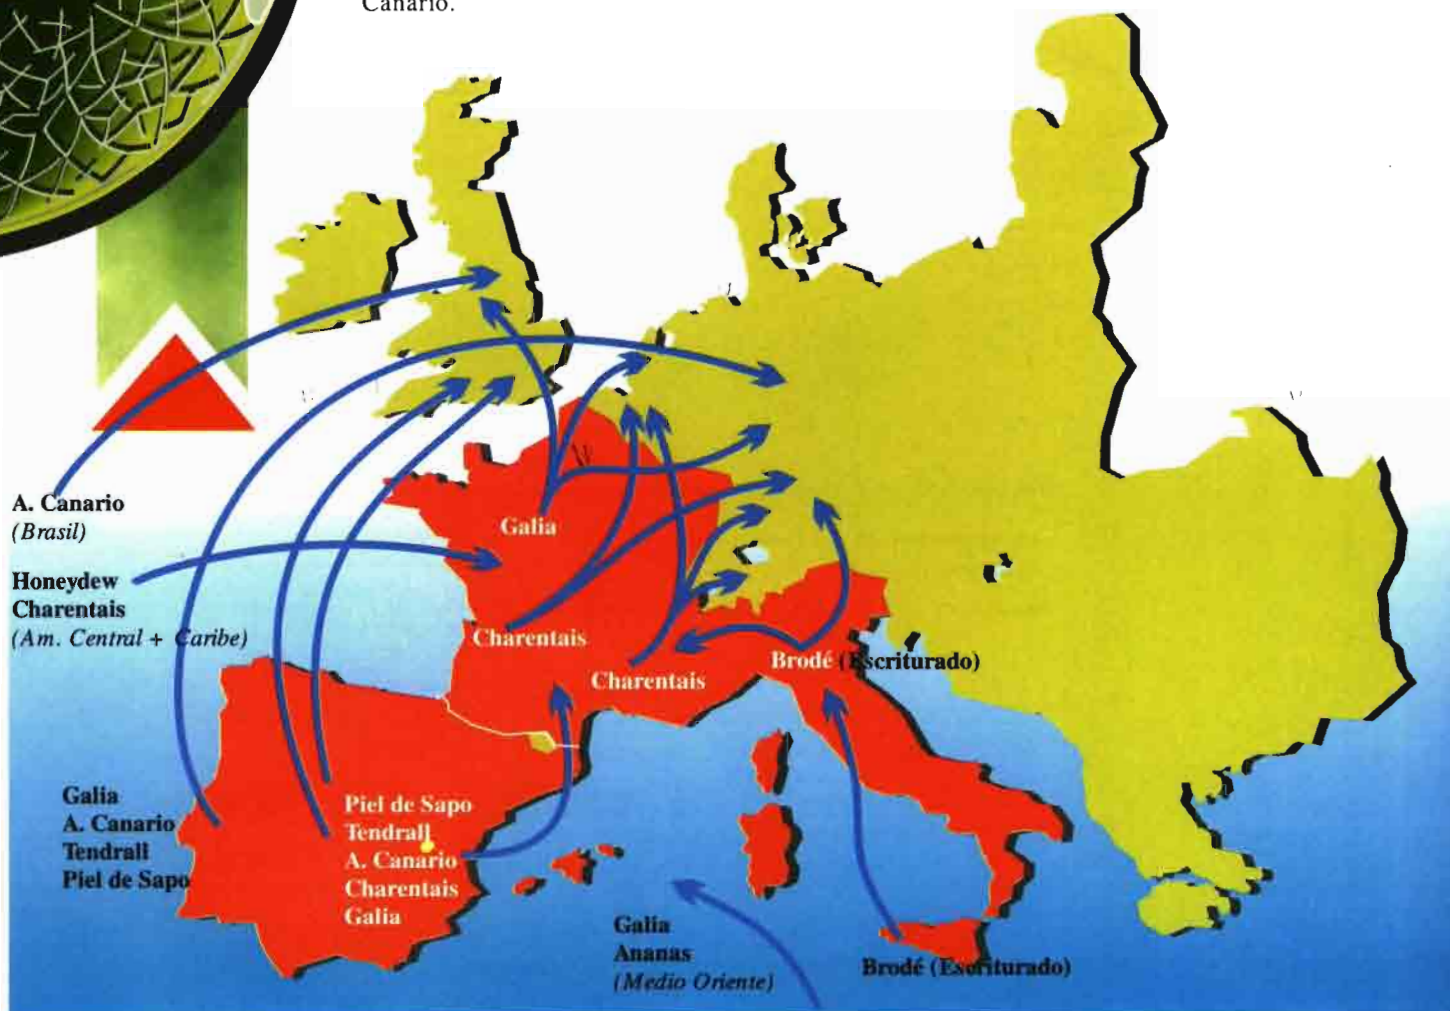 Canario.
A. Canario
(Brasil)
Honeydew
Charentais
(Am. Central + Caribe)
Galia
Charentais
Charentais
Brodé (Escriturado)
Galia
A. Canario
Tendrall
Piel de Sapo
Piel de Sapo
Tendrall
A. Canario
Charentais
Galia
Galia
Ananas
(Medio Oriente)
Brodé (Escriturado)